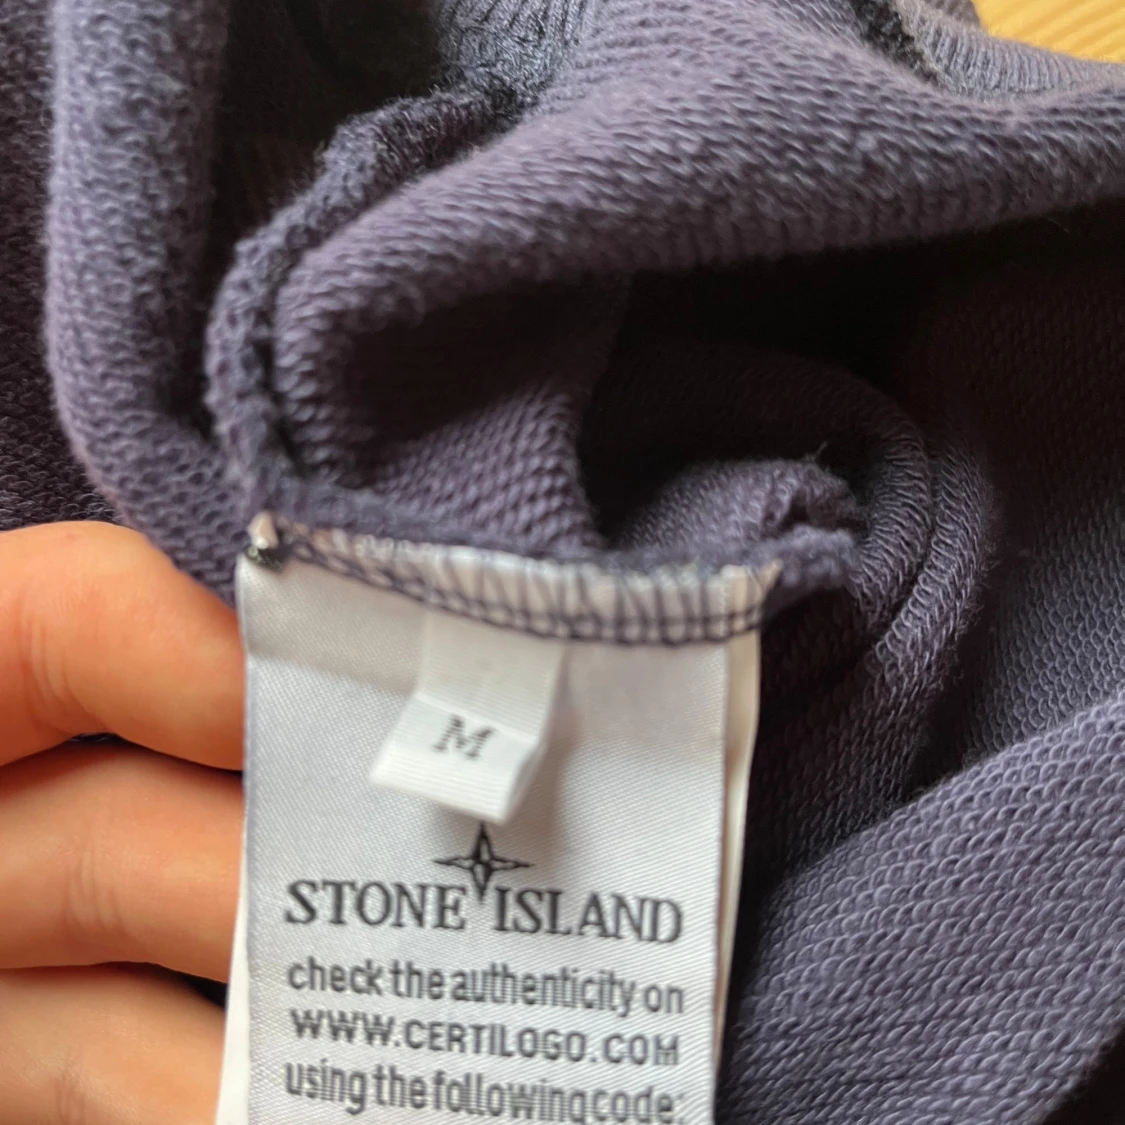 M
STONE ISLAND
check the authenticity on
WWW.CERTILOGO.COM
using the following code: